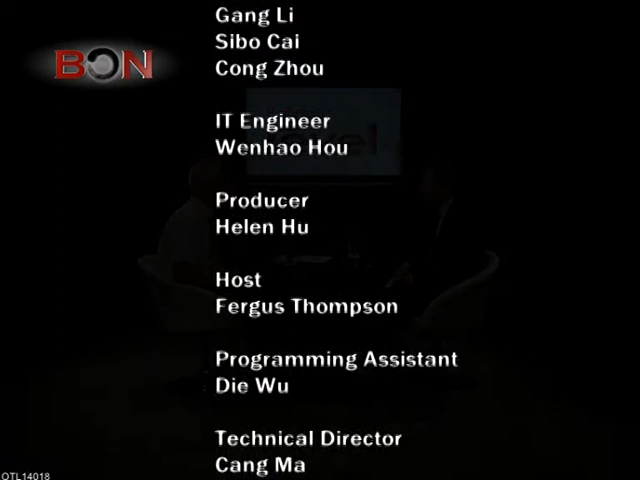 Gang Li
Sibo Cai
BON
Cong Zhou
IT Engineer
Wenhao Hou
Producer
Helen Hu
Host
Fergus Thompson
Programming Assistant
Die Wu
Technical Director
Cang Ma
OTL14018